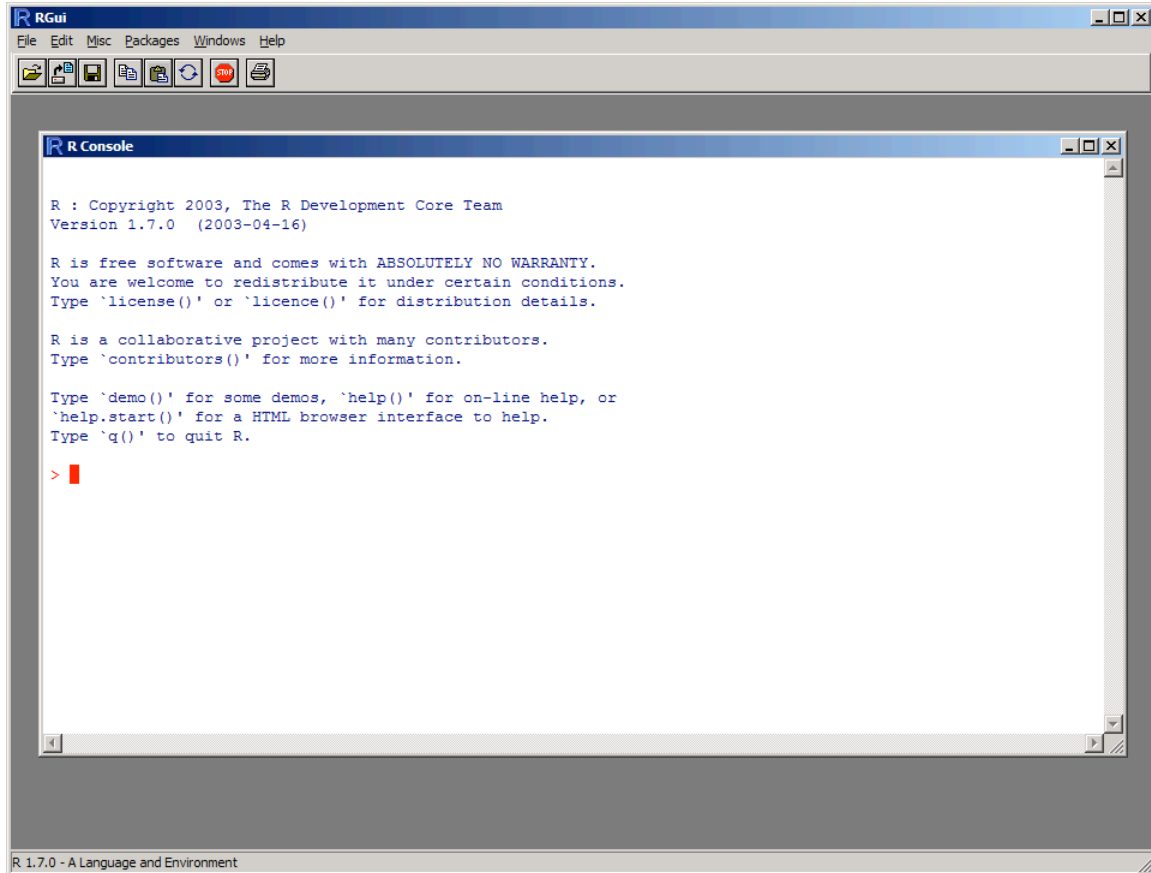 RGui
File Edit Misc Packages Windows Help
STOP
R Console
R : Copyright 2003, The R Development Core Team
Version 1.7.0  (2003-04-16)
R is free software and comes with ABSOLUTELY NO WARRANTY.
You are welcome to redistribute it under certain conditions.
Type `license()' or `licence()' for distribution details.
R is a collaborative project with many contributors.
Type `contributors()' for more information.
Type `demo()' for some demos, `help()' for on-line help, or
`help.start()' for a HTML browser interface to help.
Type `q()' to quit R.
>
R 1.7.0 - A Language and Environment